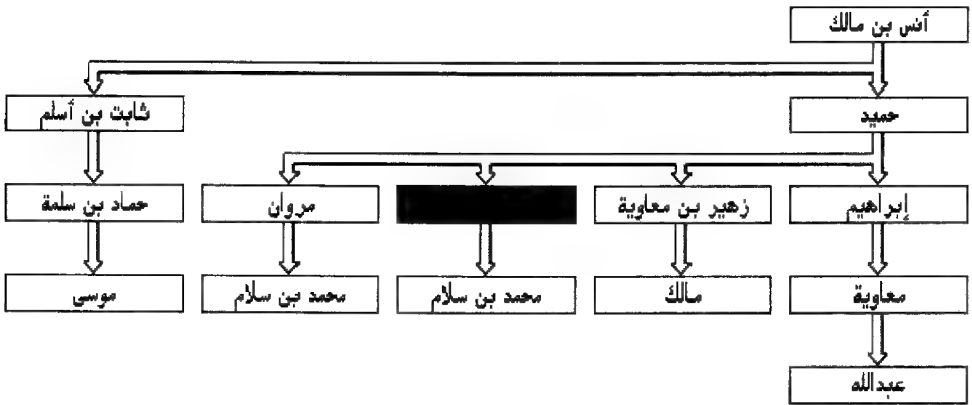 أنس بن مالك
حميد
ثابت بن أسلم
إبراهيم
زهير بن معاوية
مروان
حماد بن سلمة
معاوية
مالك
محمد بن سلام
محمد بن سلام
موسى
عبدالله